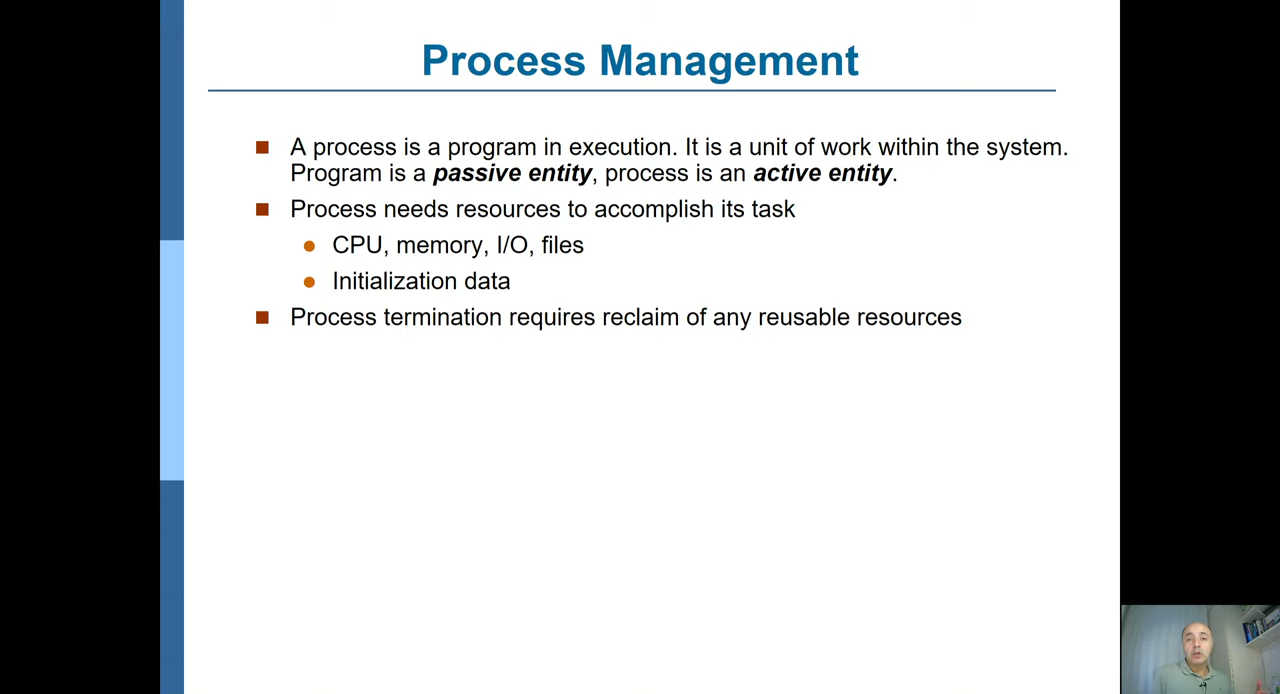 Process Management
A process is a program in execution. It is a unit of work within the system.
Program is a passive entity, process is an active entity.
Process needs resources to accomplish its task
CPU, memory, I/O, files
Initialization data
Process termination requires reclaim of any reusable resources